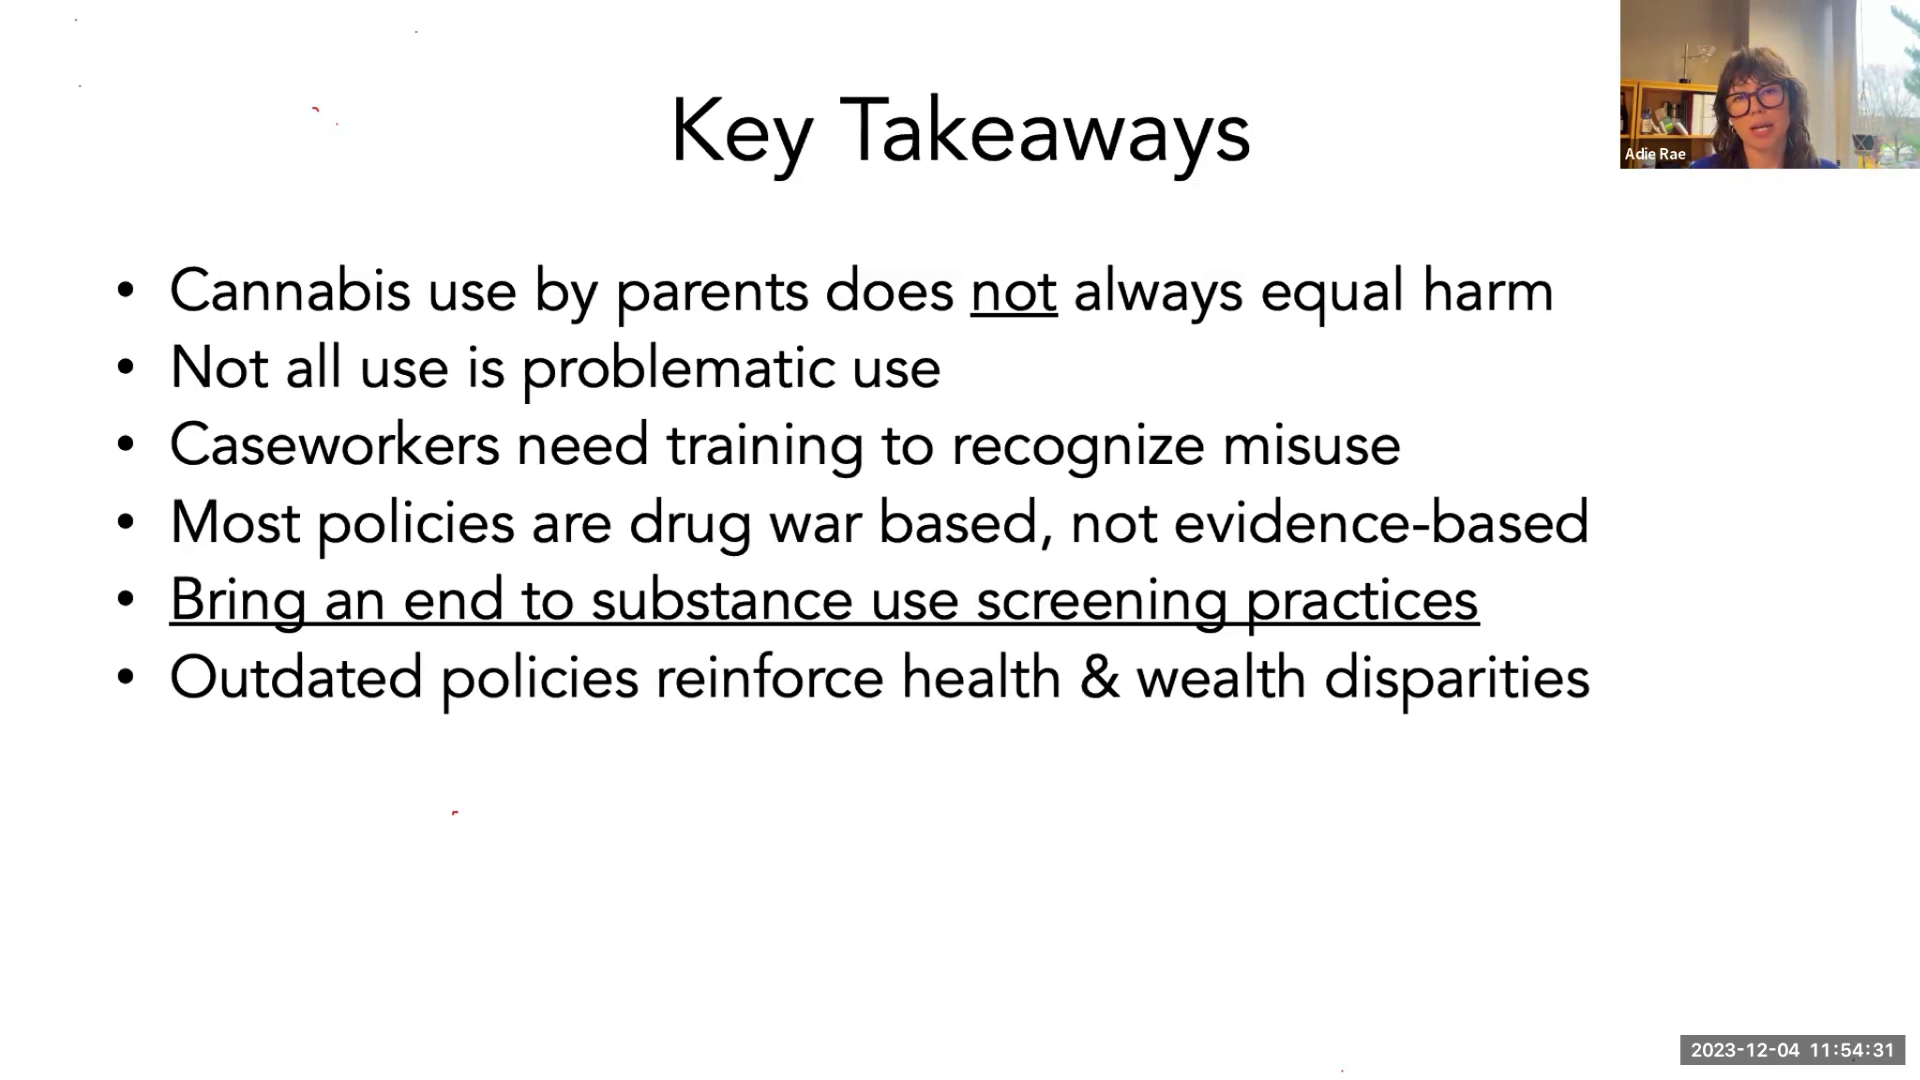 Adie Rae
Key Takeaways
• Cannabis use by parents does not always equal harm
• Not all use is problematic use
• Caseworkers need training to recognize misuse
• Most policies are drug war based, not evidence-based
• Bring an end to substance use screening practices
• Outdated policies reinforce health & wealth disparities
2023-12-04 11:54:31